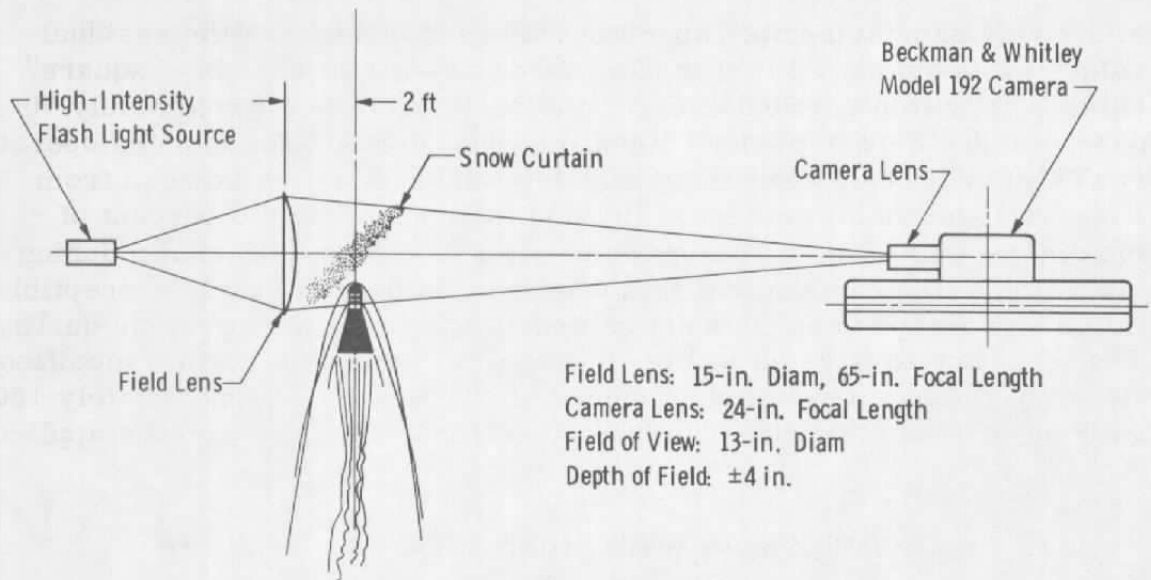 High-Intensity
Flash Light Source
2 ft
Snow Curtain
Beckman & Whitley
Model 192 Camera
Camera Lens
Field Lens
Field Lens: 15-in. Diam, 65-in. Focal Length
Camera Lens: 24-in. Focal Length
Field of View: 13-in. Diam
Depth of Field: ±4 in.